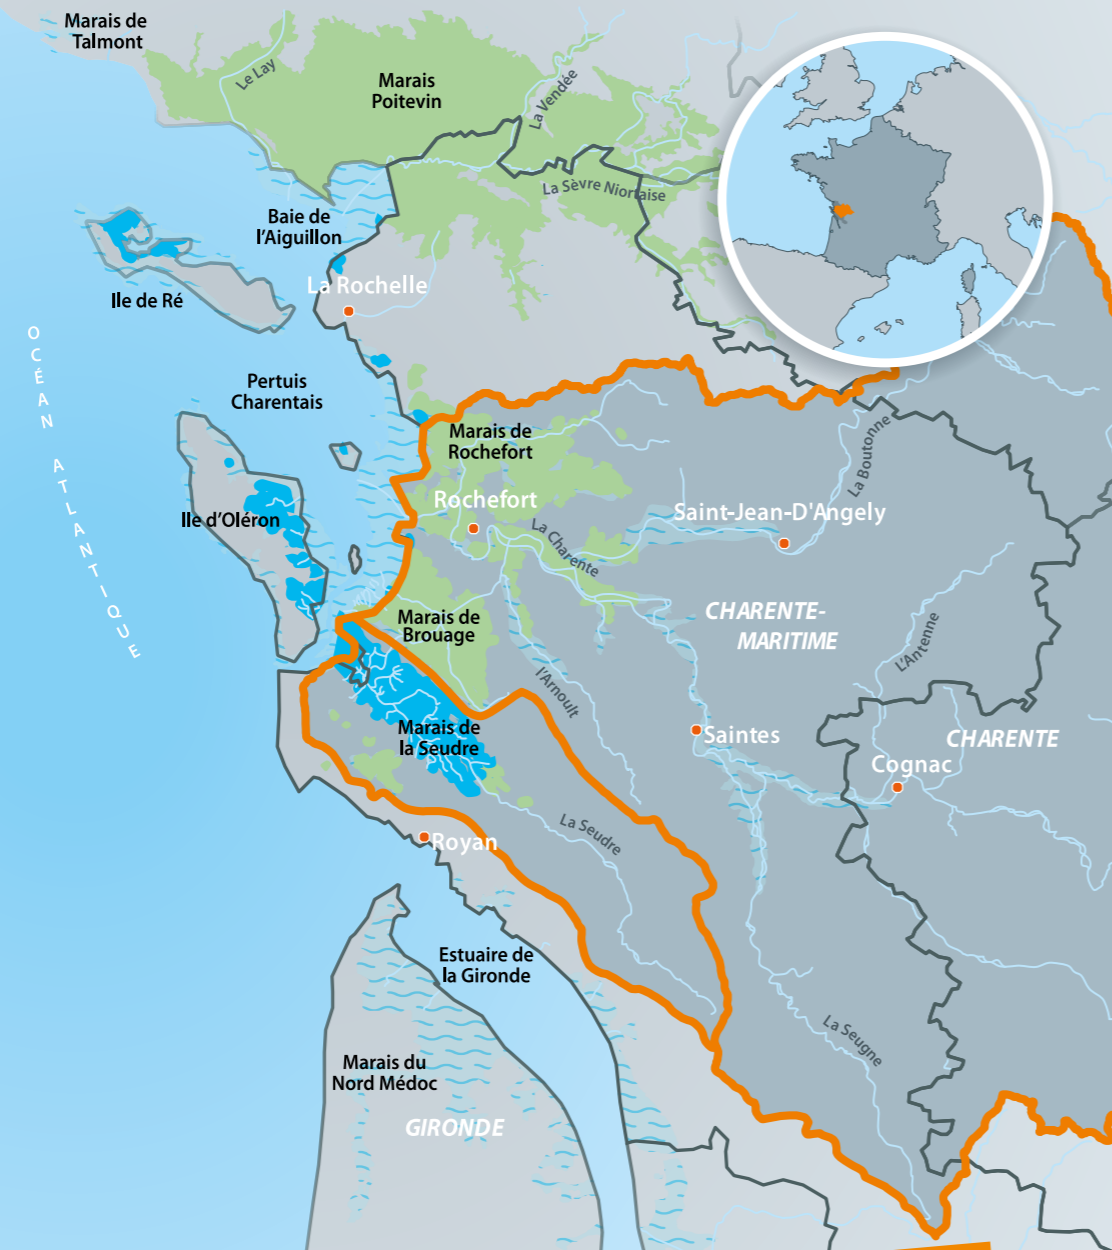 Marais de
Talmont
Le Lay
Marais
Poitevin
La Vendée
La Sèvre Niortaise
Baie de
l'Aiguillon
La Rochelle
Ile de Ré
OCÉAN ATLANTIQUE
Pertuis
Charentais
Marais de
Rochefort
La Boutonne
Rochefort
Saint-Jean-D'Angely
Ile d'Oléron
La Charente
CHARENTE-
MARITIME
Marais de
Brouage
L'Antenne
l'Arnoult
Marais de
la Seudre
Saintes
CHARENTE
Cognac
La Seudre
Royan
Estuaire de
la Gironde
La Seugne
Marais du
Nord Médoc
GIRONDE